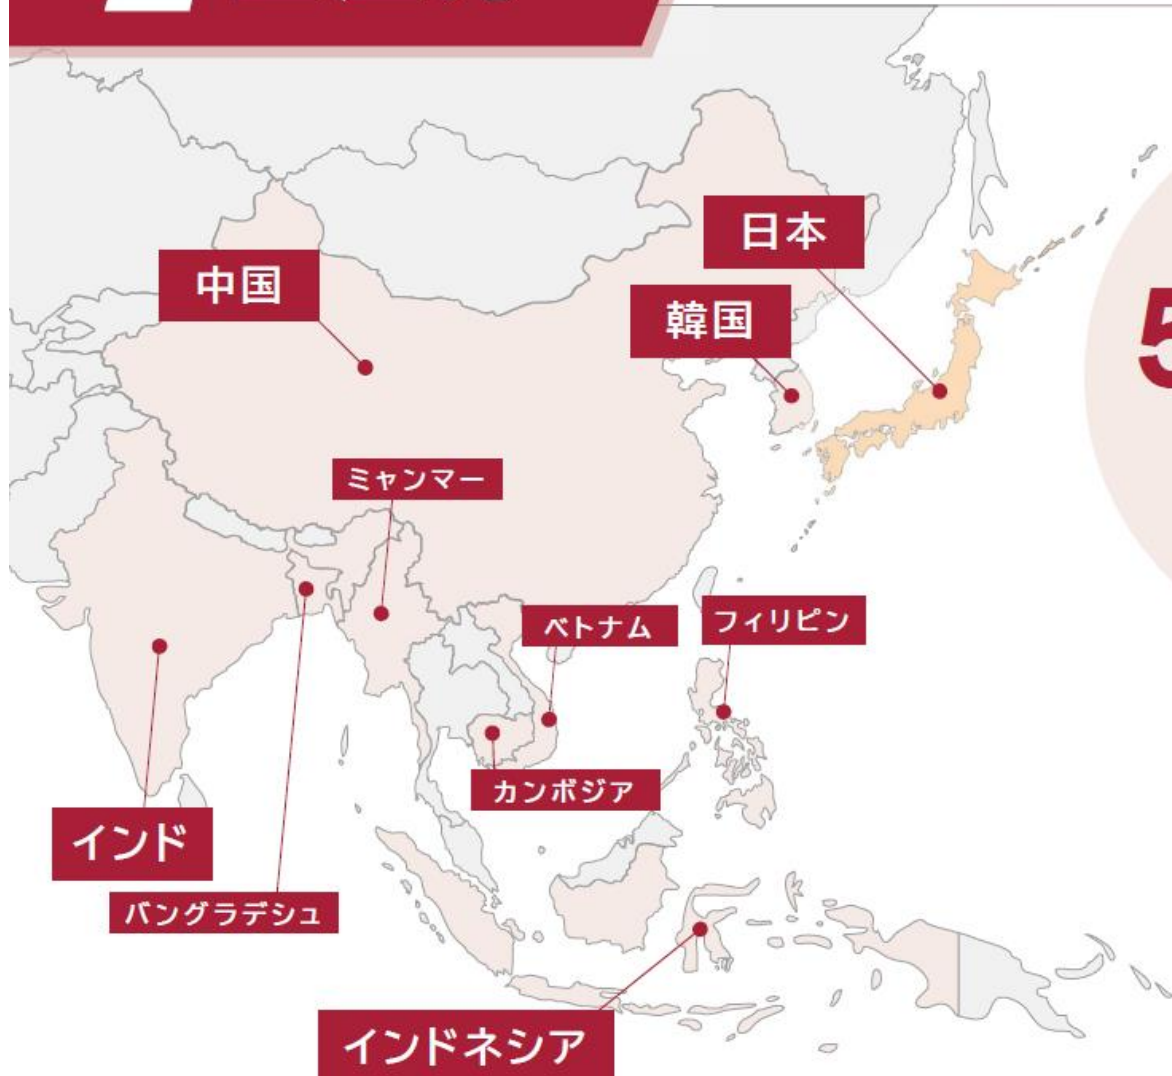 日本
中国
韓国
ミャンマー
ベトナム
フィリピン
カンボジア
インド
バングラデシュ
インドネシア
5